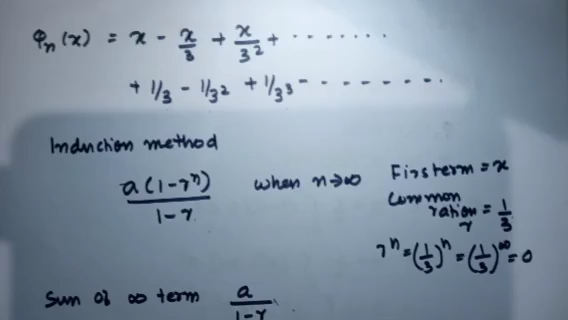 φn(x) = x - x/3 + x/3² + ........
+ 1/3 - 1/3² + 1/3³ - - - - - - - - .
Induction method
a(1-rⁿ)/1-r when n→∞
First term = x
Common ration r = 1/3
rⁿ = (1/3)ⁿ = (1/3)^∞ = 0
Sum of ∞ term a/1-r